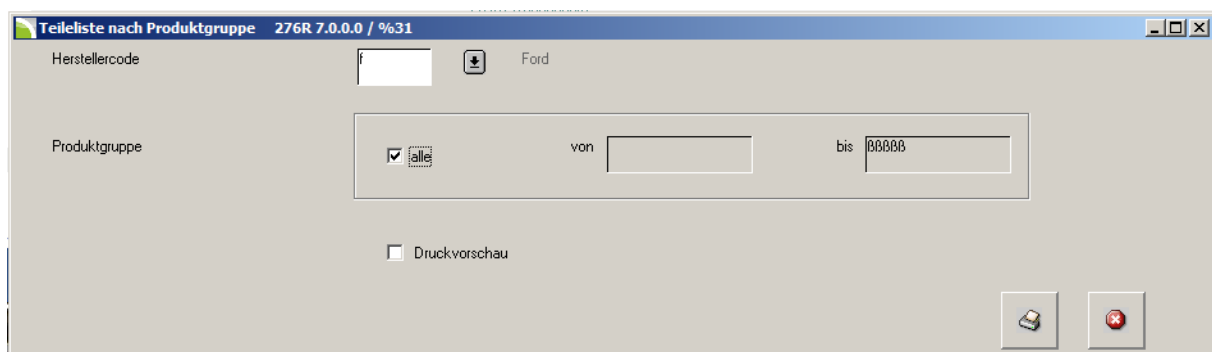 Teileliste nach Produktgruppe 276R 7.0.0.0 / %31
Herstellercode f Ford
Produktgruppe alle von bis ßßßßß
Druckvorschau